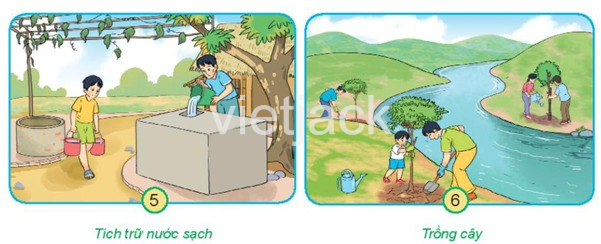 vietjack
5
6
Tích trữ nước sạch
Trồng cây